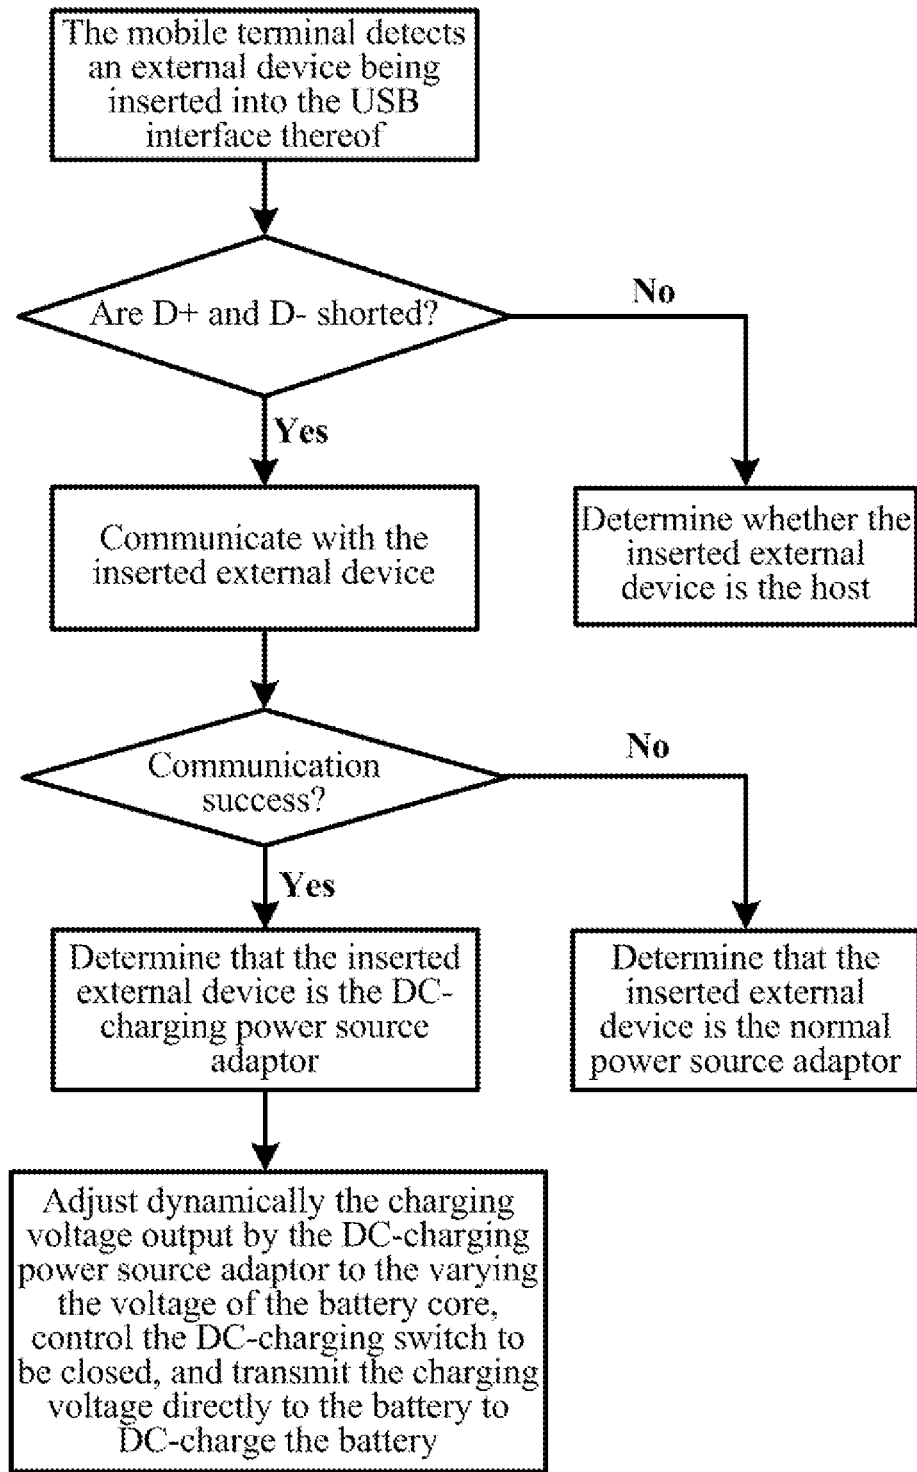 The mobile terminal detects
an external device being
inserted into the USB
interface thereof
Are D+ and D- shorted?
No
Yes
Communicate with the
inserted external device
Determine whether the
inserted external
device is the host
Communication
success?
No
Yes
Determine that the inserted
external device is the DC-
charging power source
adaptor
Determine that the
inserted external
device is the normal
power source adaptor
Adjust dynamically the charging
voltage output by the DC-charging
power source adaptor to the varying
the voltage of the battery core,
control the DC-charging switch to
be closed, and transmit the charging
voltage directly to the battery to
DC-charge the battery